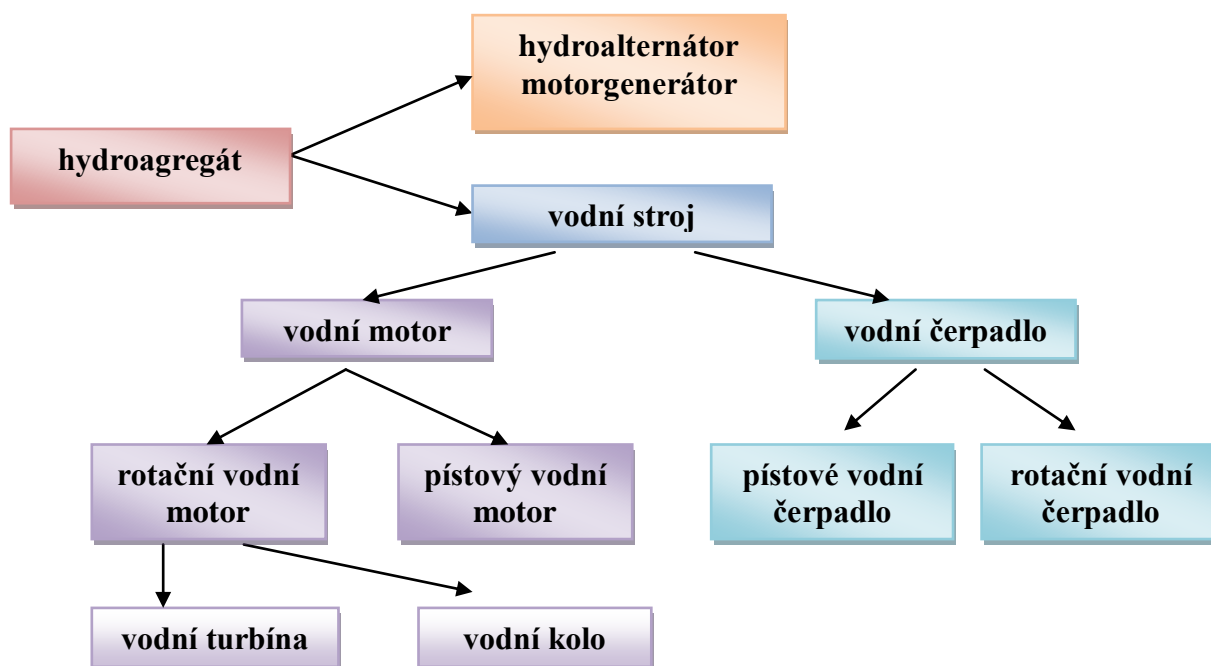 hydroalternátor
motorgenerátor
hydroagregát
vodní stroj
vodní motor
vodní čerpadlo
rotační vodní
motor
pístový vodní
motor
pístové vodní
čerpadlo
rotační vodní
čerpadlo
vodní turbína
vodní kolo